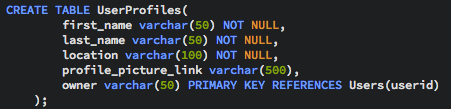 CREATE TABLE UserProfiles(
first_name varchar(50) NOT NULL,
last_name varchar(50) NOT NULL,
location varchar(100) NOT NULL,
profile_picture_link varchar(500),
owner varchar(50) PRIMARY KEY REFERENCES Users(userid)
);